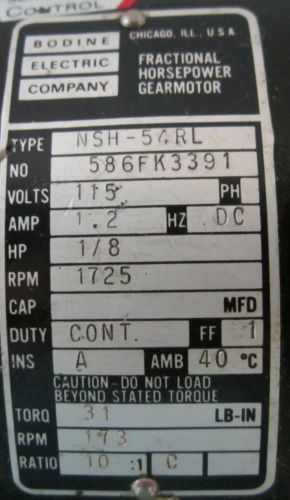 CONTROL
BODINE
ELECTRIC
COMPANY
CHICAGO, ILL., U.S.A
FRACTIONAL
HORSEPOWER
GEARMOTOR
TYPE NSH-54RL
NO 586FK3391
VOLTS 115 PH
AMP 1.2 HZ DC
HP 1/8
RPM 1725
CAP MFD
DUTY CONT. FF 1
INS A AMB 40 °C
CAUTION-DO NOT LOAD
BEYOND STATED TORQUE
TORQ 31 LB-IN
RPM 173
RATIO 10 :1 C